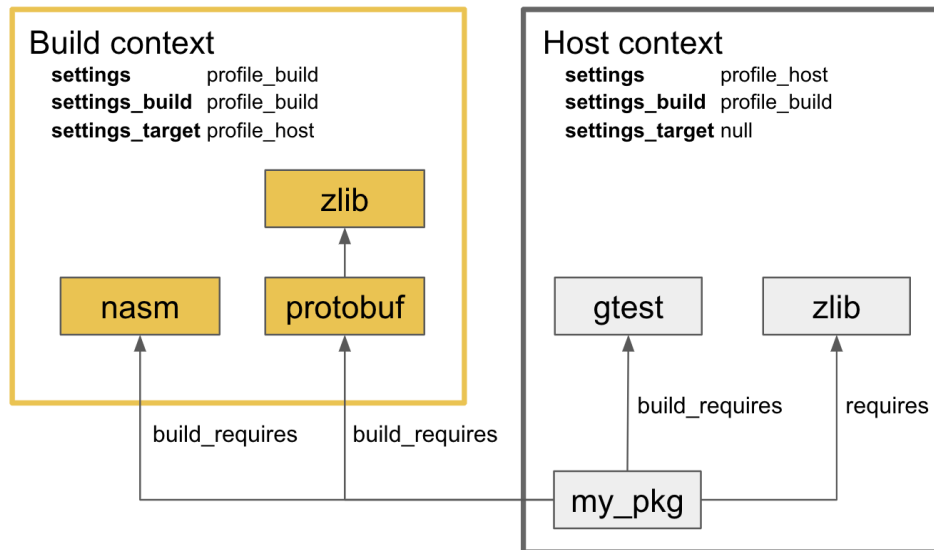 Build context
settings profile_build
settings_build profile_build
settings_target profile_host
zlib
nasm
protobuf
build_requires
build_requires
Host context
settings profile_host
settings_build profile_build
settings_target null
gtest
zlib
build_requires
requires
my_pkg